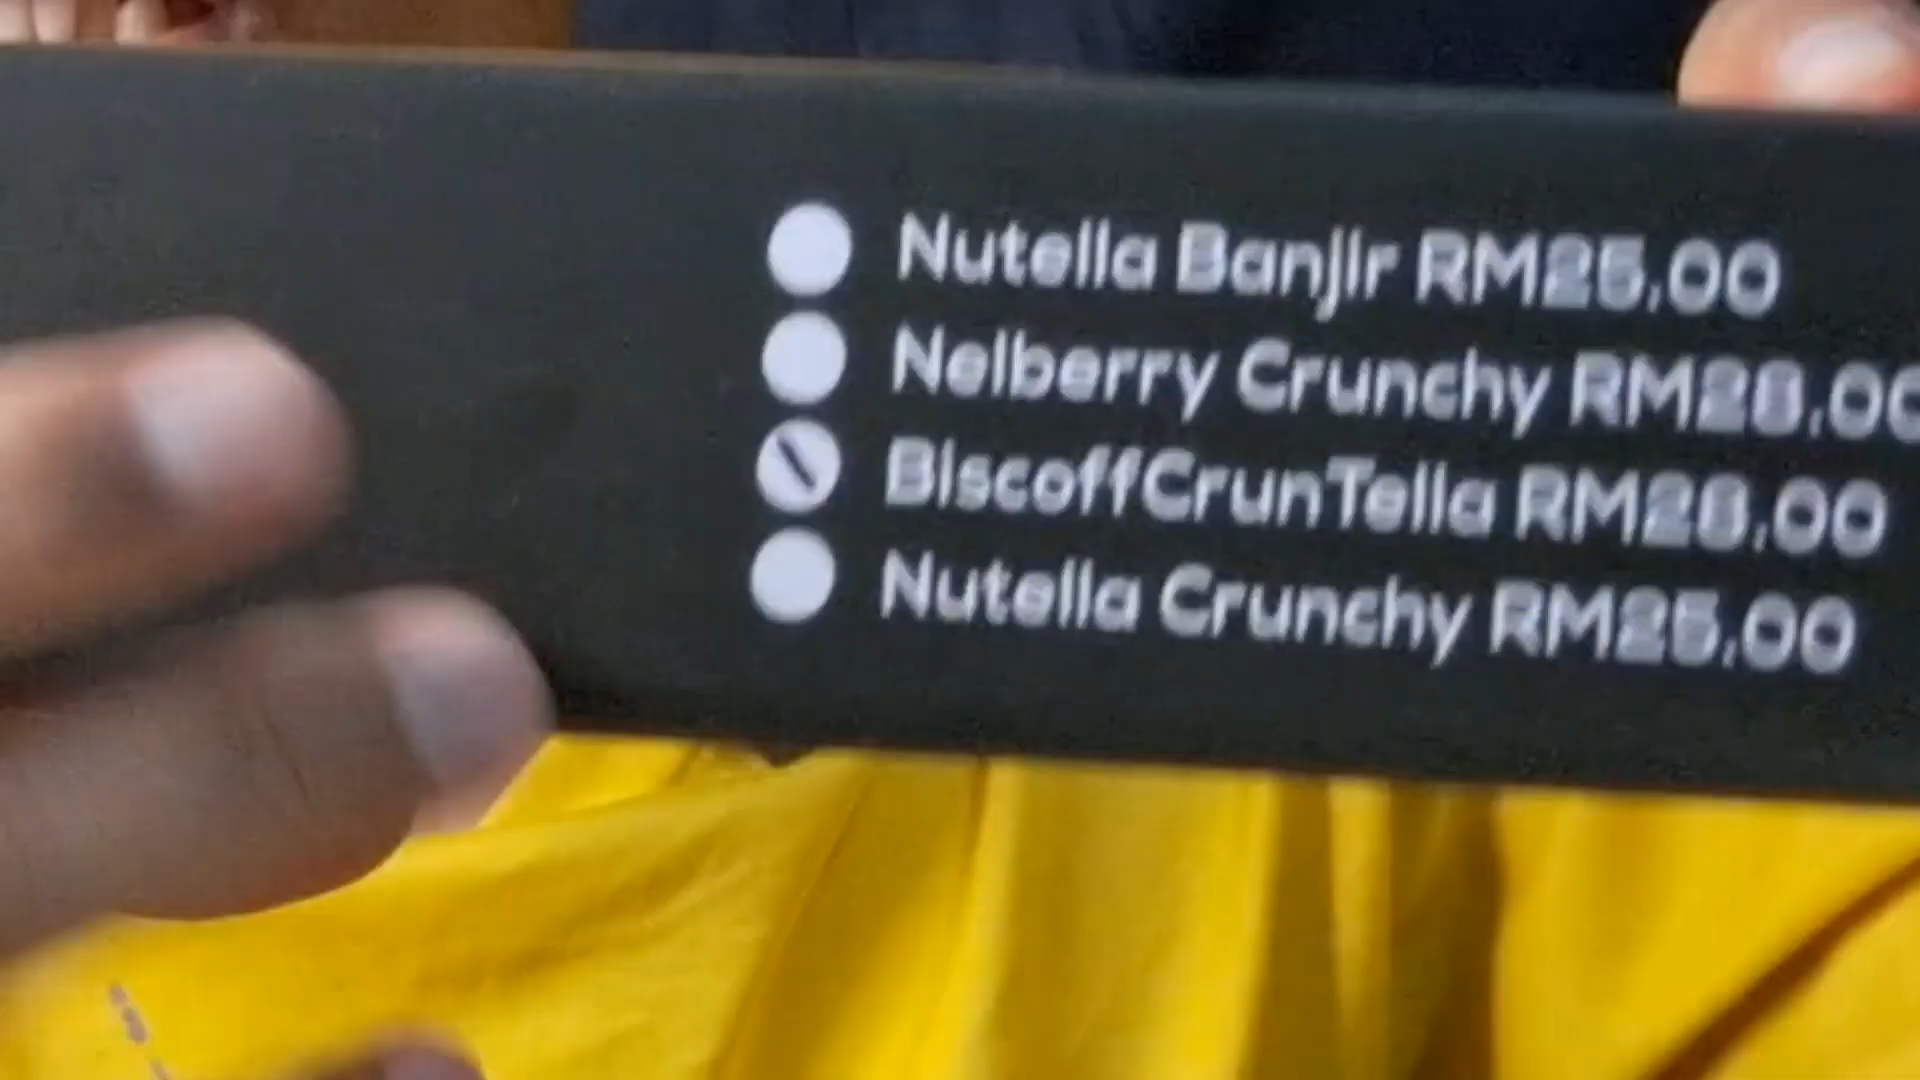 Nutella Banjir RM25.00
Nelberry Crunchy RM28.00
BiscoffCrunTella RM28.00
Nutella Crunchy RM25.00